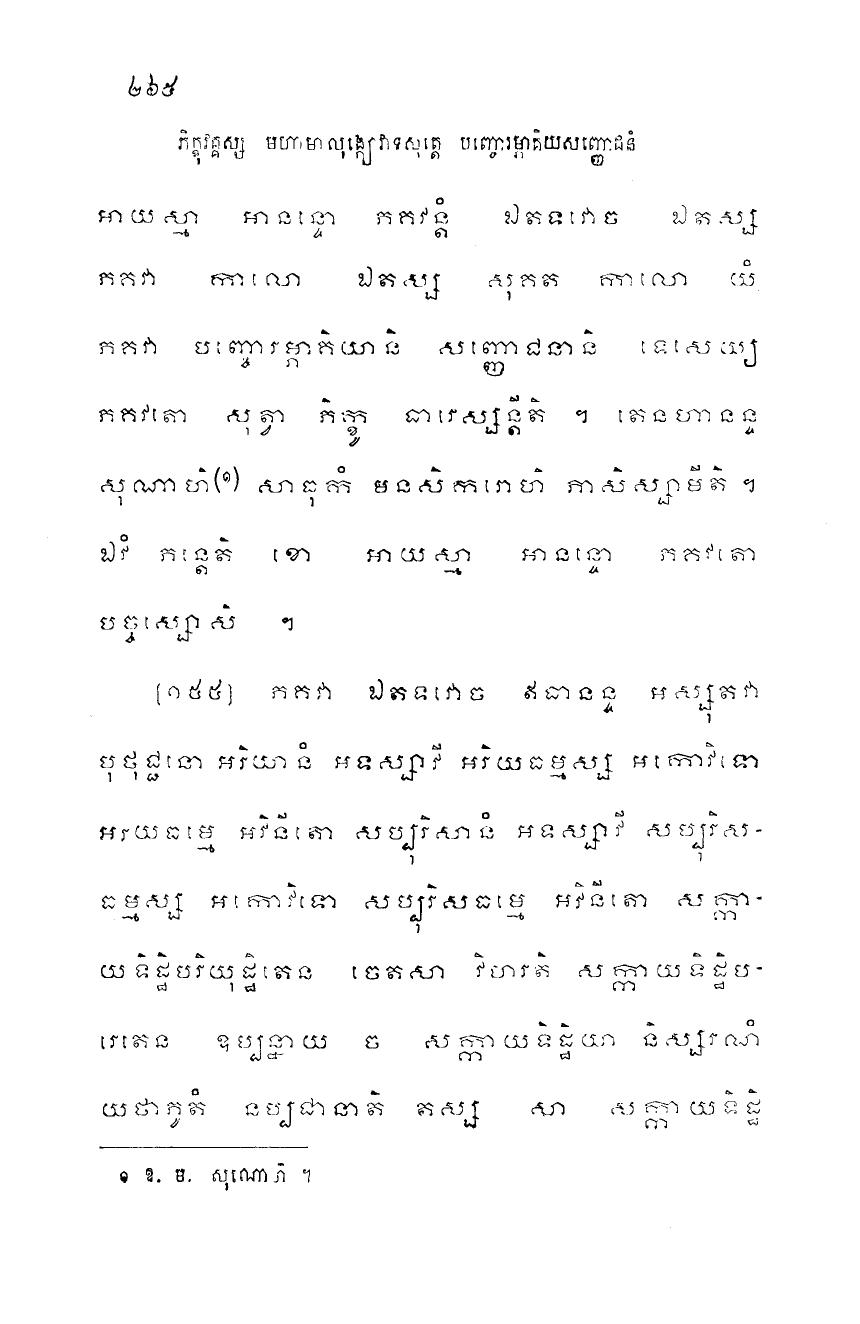 ២៦៥
ភិក្ខុវគ្គស្ស មហាមាលុង្ក្យោវាទសុត្តេ បញ្ចោរម្ភាគិយសញ្ញោជនំ
អាយស្មា អានន្ទោ ភគវន្តំ ឯតទវោច ឯតស្ស
ភគវា កាលោ ឯតស្ស សុគត កាលោ យំ
ភគវា បញ្ចោរម្ភាគិយានិ សញ្ញោជនានិ ទេសេយ្យ
ភគវតោ សុត្វា ភិក្ខូ ធារេស្សន្តីតិ ។ តេនហានន្ទ
សុណាហិ(១) សាធុកំ មនសិករោហិ ភាសិស្សាមីតិ ។
ឯវំ ភន្តេតិ ខោ អាយស្មា អានន្ទោ ភគវតោ
បច្ចស្សោសិ ។
[១៥៥] ភគវា ឯតទវោច ឥធានន្ទ អស្សុតវា
បុថុជ្ជនោ អរិយានំ អទស្សាវី អរិយធម្មស្ស អកោវិទោ
អរយធម្មេ អវិនីតោ សប្បុរិសានំ អទស្សាវី សប្បុរិស-
ធម្មស្ស អកោវិទោ សប្បុរិសធម្មេ អវិនីតោ សក្កា-
យទិដ្ឋិបរិយុដ្ឋិតេន ចេតសា វិហរតិ សក្កាយទិដ្ឋិប-
រេតេន ឧប្បន្នាយ ច សក្កាយទិដ្ឋិយា និស្សរណំ
យថាភូតំ នប្បជានាតិ តស្ស សា សក្កាយទិដ្ឋិ
១ ឱ. ម. សុណោភិ ។